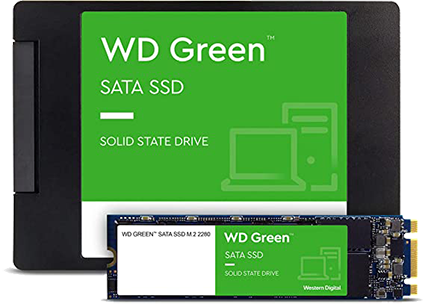 WD Green™
SATA SSD
SOLID STATE DRIVE
WD GREEN™ SATA SSD M.2 2280
WD Green™
SATA SSD
SOLID STATE DRIVE
Western Digital